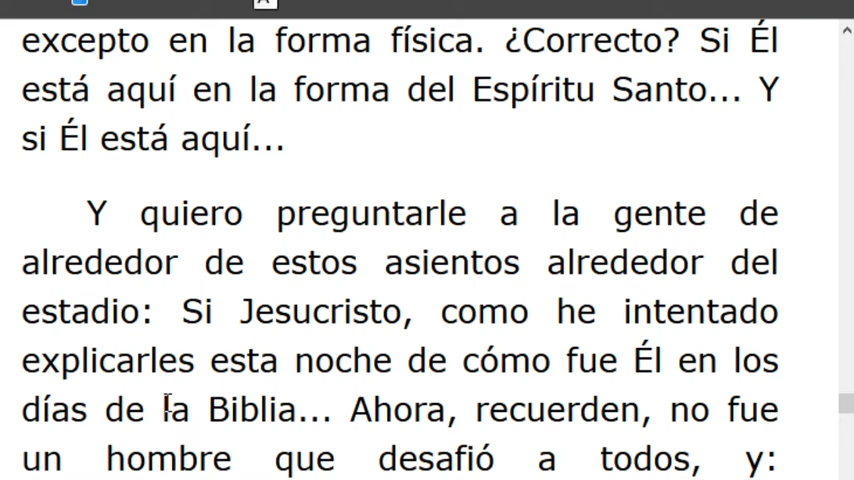 excepto en la forma física. ¿Correcto? Si Él
está aquí en la forma del Espíritu Santo... Y
si Él está aquí...
Y quiero preguntarle a la gente de
alrededor de estos asientos alrededor del
estadio: Si Jesucristo, como he intentado
explicarles esta noche de cómo fue Él en los
días de la Biblia... Ahora, recuerden, no fue
un hombre que desafió a todos, y: